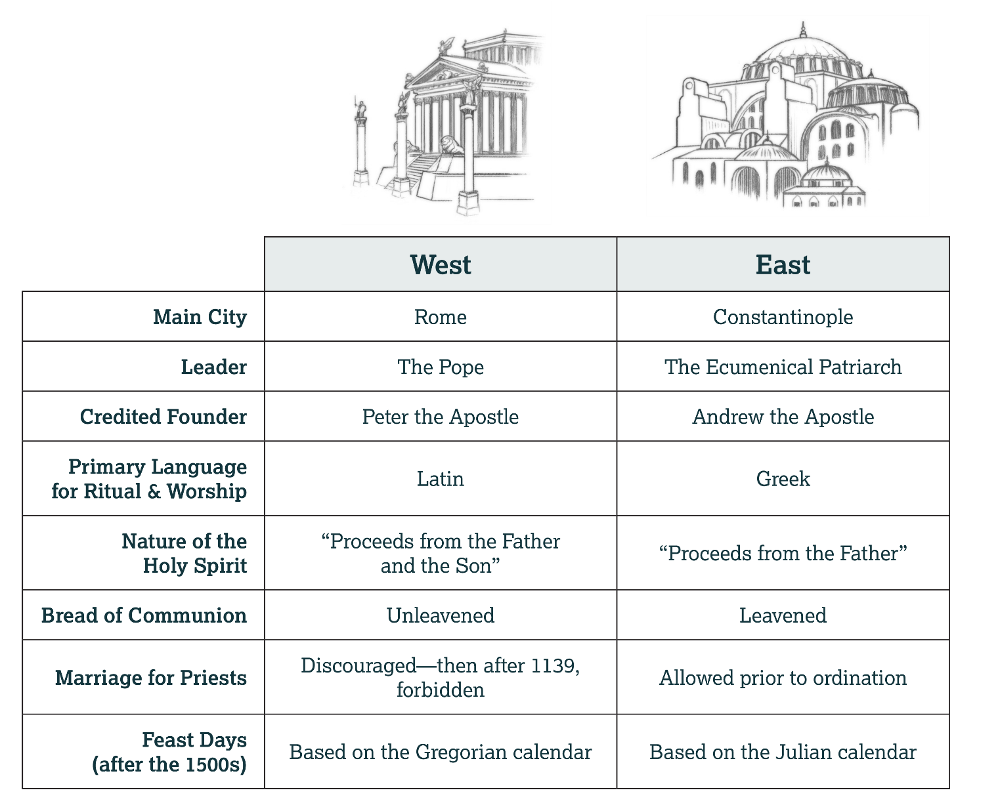 West
East
Main City
Rome
Constantinople
Leader
The Pope
The Ecumenical Patriarch
Credited Founder
Peter the Apostle
Andrew the Apostle
Primary Language
for Ritual & Worship
Latin
Greek
Nature of the
Holy Spirit
“Proceeds from the Father
and the Son”
“Proceeds from the Father”
Bread of Communion
Unleavened
Leavened
Marriage for Priests
Discouraged—then after 1139,
forbidden
Allowed prior to ordination
Feast Days
(after the 1500s)
Based on the Gregorian calendar
Based on the Julian calendar